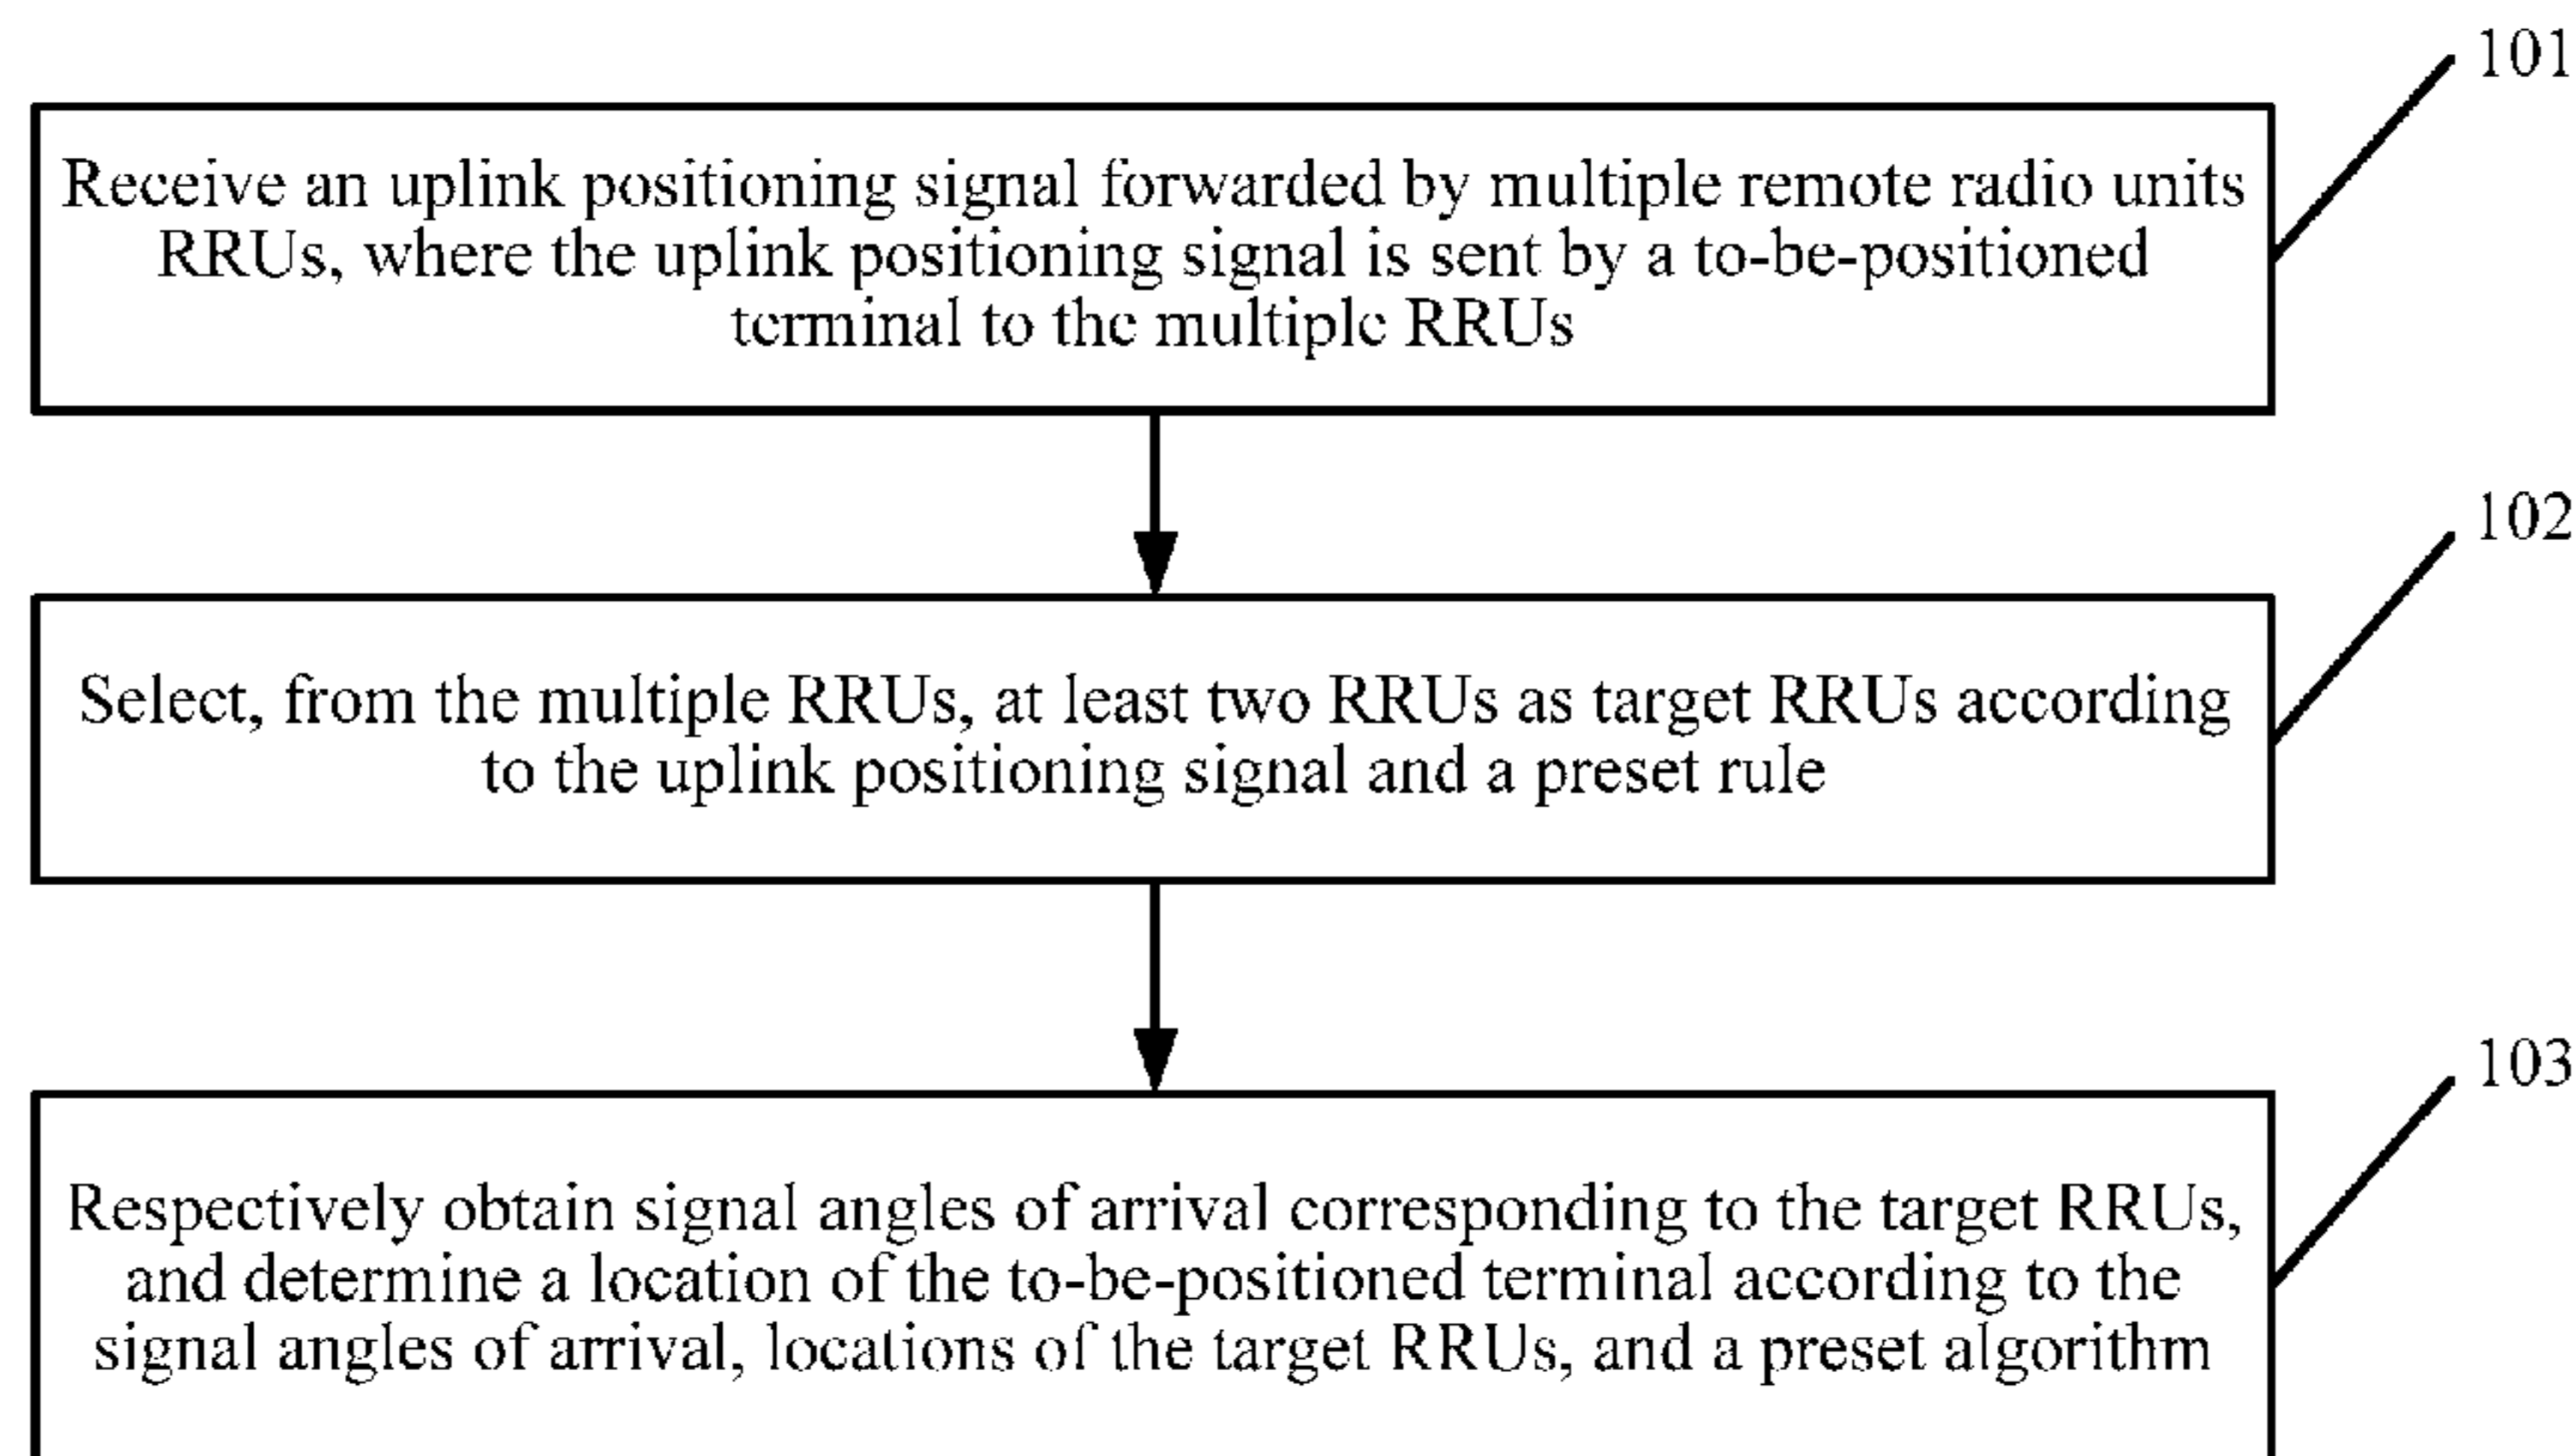 101
Receive an uplink positioning signal forwarded by multiple remote radio units
RRUs, where the uplink positioning signal is sent by a to-be-positioned
terminal to the multiple RRUs
102
Select, from the multiple RRUs, at least two RRUs as target RRUs according
to the uplink positioning signal and a preset rule
103
Respectively obtain signal angles of arrival corresponding to the target RRUs,
and determine a location of the to-be-positioned terminal according to the
signal angles of arrival, locations of the target RRUs, and a preset algorithm